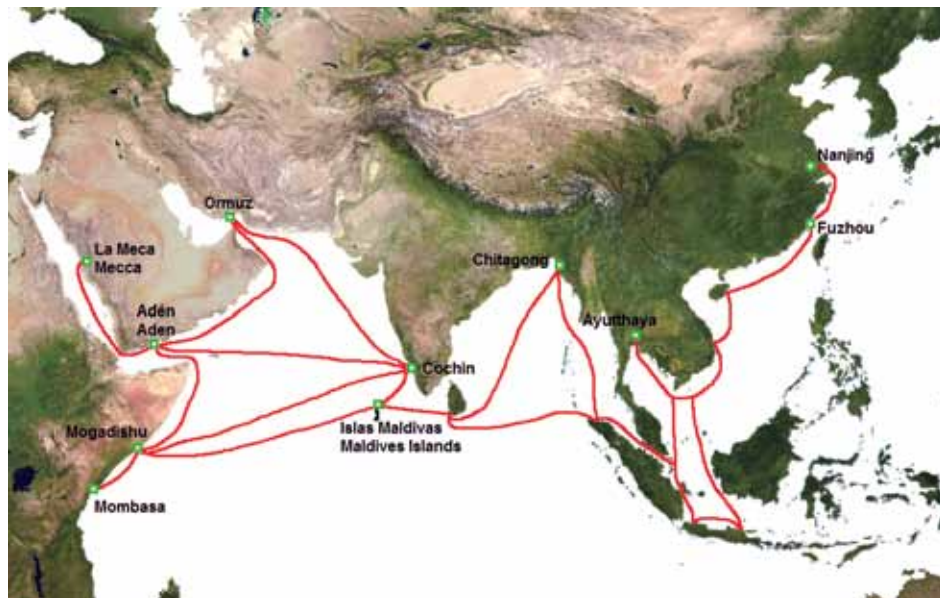 Nanjing
Ormuz
Fuzhou
La Meca
Mecca
Chitagong
Adén
Aden
Ayutthaya
Cochin
Islas Maldivas
Maldives Islands
Mogadishu
Mombasa